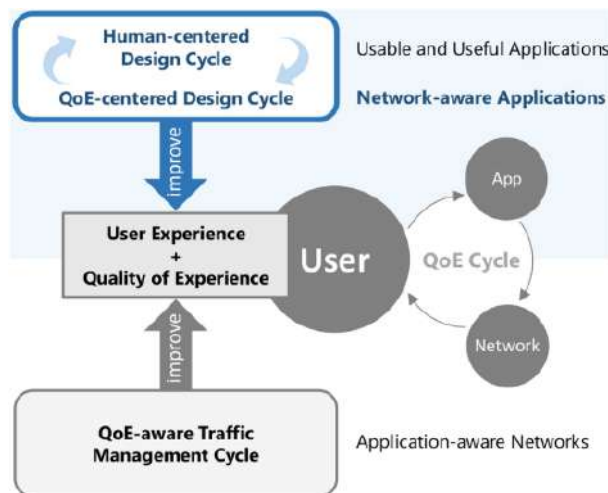 Human-centered
Design Cycle
Usable and Useful Applications
QoE-centered Design Cycle
Network-aware Applications
improve
App
User Experience
+
Quality of Experience
User
QoE Cycle
improve
Network
QoE-aware Traffic
Management Cycle
Application-aware Networks